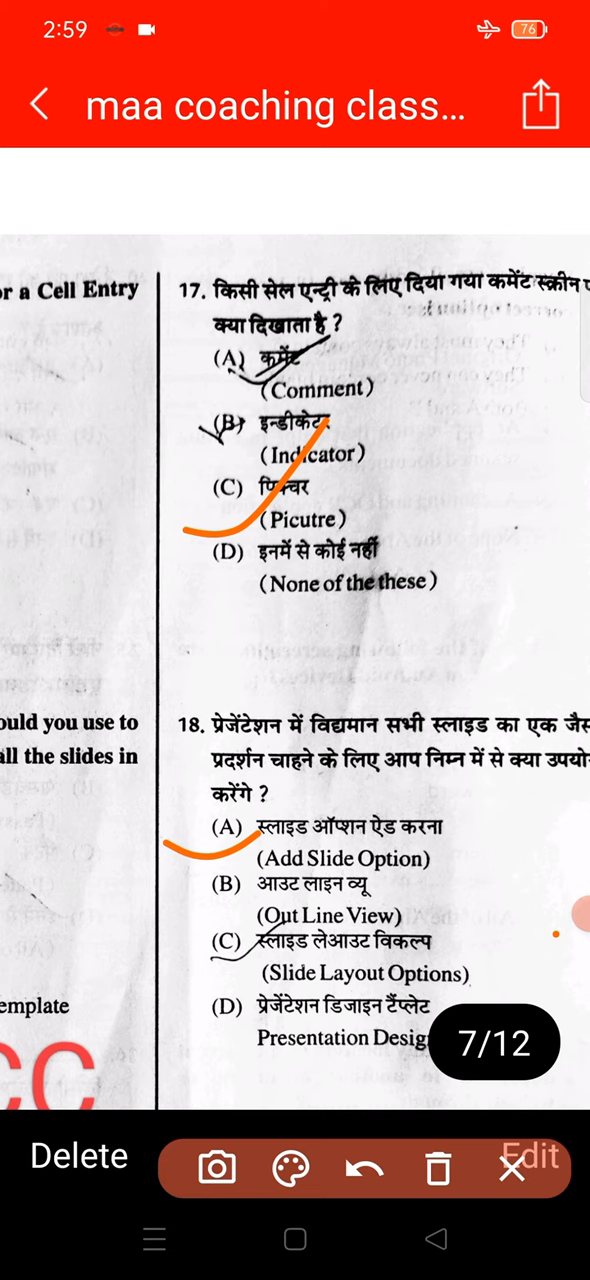 2:59
76
maa coaching class...
or a Cell Entry
17. किसी सेल एन्ट्री के लिए दिया गया कमेंट स्क्रीन
क्या दिखाता है ?
(A) कमेंट
(Comment)
(B) इन्डीकेटर
(Indicator)
(C) पिक्चर
(Picutre)
(D) इनमें से कोई नहीं
(None of the these)
ould you use to
all the slides in
18. प्रेजेंटेशन में विद्यमान सभी स्लाइड का एक जैस
प्रदर्शन चाहने के लिए आप निम्न में से क्या उपयो
करेंगे ?
(A) स्लाइड ऑप्शन ऐड करना
(Add Slide Option)
(B) आउट लाइन व्यू
(Out Line View)
(C) स्लाइड लेआउट विकल्प
(Slide Layout Options)
emplate
(D) प्रेजेंटेशन डिजाइन टैंप्लेट
Presentation Desig
7/12
CC
Delete
Edit